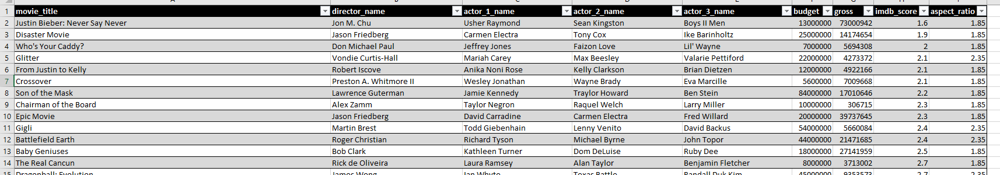 1 movie_title director_name actor_1_name actor_2_name actor_3_name budget gross imdb_score aspect_ratio
2 Justin Bieber: Never Say Never Jon M. Chu Usher Raymond Sean Kingston Boys II Men 13000000 73000942 1.6 1.85
3 Disaster Movie Jason Friedberg Carmen Electra Tony Cox Ike Barinholtz 25000000 14174654 1.9 1.85
4 Who's Your Caddy? Don Michael Paul Jeffrey Jones Faizon Love Lil' Wayne 7000000 5694308 2 1.85
5 Glitter Vondie Curtis-Hall Mariah Carey Max Beesley Valarie Pettiford 22000000 4273372 2.1 2.35
6 From Justin to Kelly Robert Iscove Anika Noni Rose Kelly Clarkson Brian Dietzen 12000000 4922166 2.1 1.85
7 Crossover Preston A. Whitmore II Wesley Jonathan Wayne Brady Eva Marcille 5600000 7009668 2.1 1.85
8 Son of the Mask Lawrence Guterman Jamie Kennedy Traylor Howard Ben Stein 84000000 17010646 2.2 1.85
9 Chairman of the Board Alex Zamm Taylor Negron Raquel Welch Larry Miller 10000000 306715 2.3 1.85
10 Epic Movie Jason Friedberg David Carradine Carmen Electra Fred Willard 20000000 39737645 2.3 1.85
11 Gigli Martin Brest Todd Giebenhain Lenny Venito David Backus 54000000 5660084 2.4 2.35
12 Battlefield Earth Roger Christian Richard Tyson Michael Byrne John Topor 44000000 21471685 2.4 2.35
13 Baby Geniuses Bob Clark Kathleen Turner Dom DeLuise Ruby Dee 18000000 27141959 2.5 1.85
14 The Real Cancun Rick de Oliveira Laura Ramsey Alan Taylor Benjamin Fletcher 8000000 3713002 2.7 1.85
15 Dragonball: Evolution James Wong Ian Whyte Texas Battle Randall Duk Kim 45000000 9353573 2.7 2.35